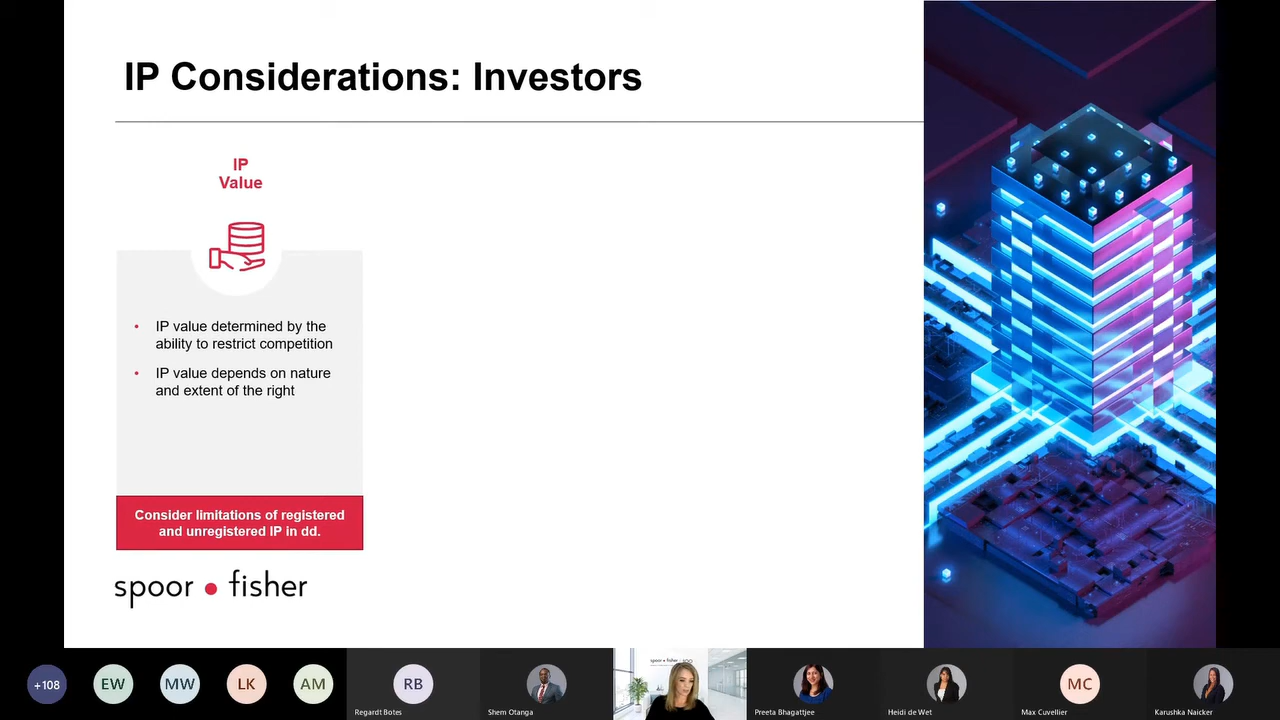 IP Considerations: Investors
IP
Value
• IP value determined by the
ability to restrict competition
• IP value depends on nature
and extent of the right
Consider limitations of registered
and unregistered IP in dd.
spoor • fisher
+108
EW
MW
LK
AM
RB
Regardt Botes
Shem Otanga
spoor • fisher
Preeta Bhagattjee
Heidi de Wet
MC
Max Cuvellier
Karushka Naicker